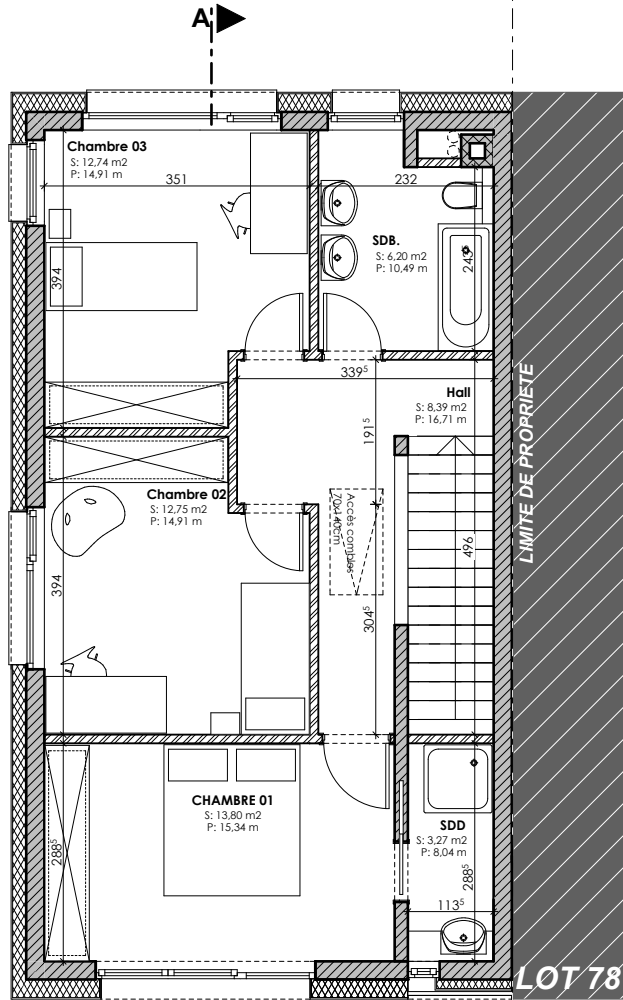 A
Chambre 03
S: 12,74 m2
P: 14,91 m
351
232
SDB.
S: 6,20 m2
P: 10,49 m
243
394
339⁵
Hall
S: 8,39 m2
P: 16,71 m
191⁵
LIMITE DE PROPRIETE
Chambre 02
S: 12,75 m2
P: 14,91 m
Accès combles
70x140cm
496
394
304⁵
CHAMBRE 01
S: 13,80 m2
P: 15,34 m
SDD
S: 3,27 m2
P: 8,04 m
288⁵
288⁵
113⁵
LOT 78